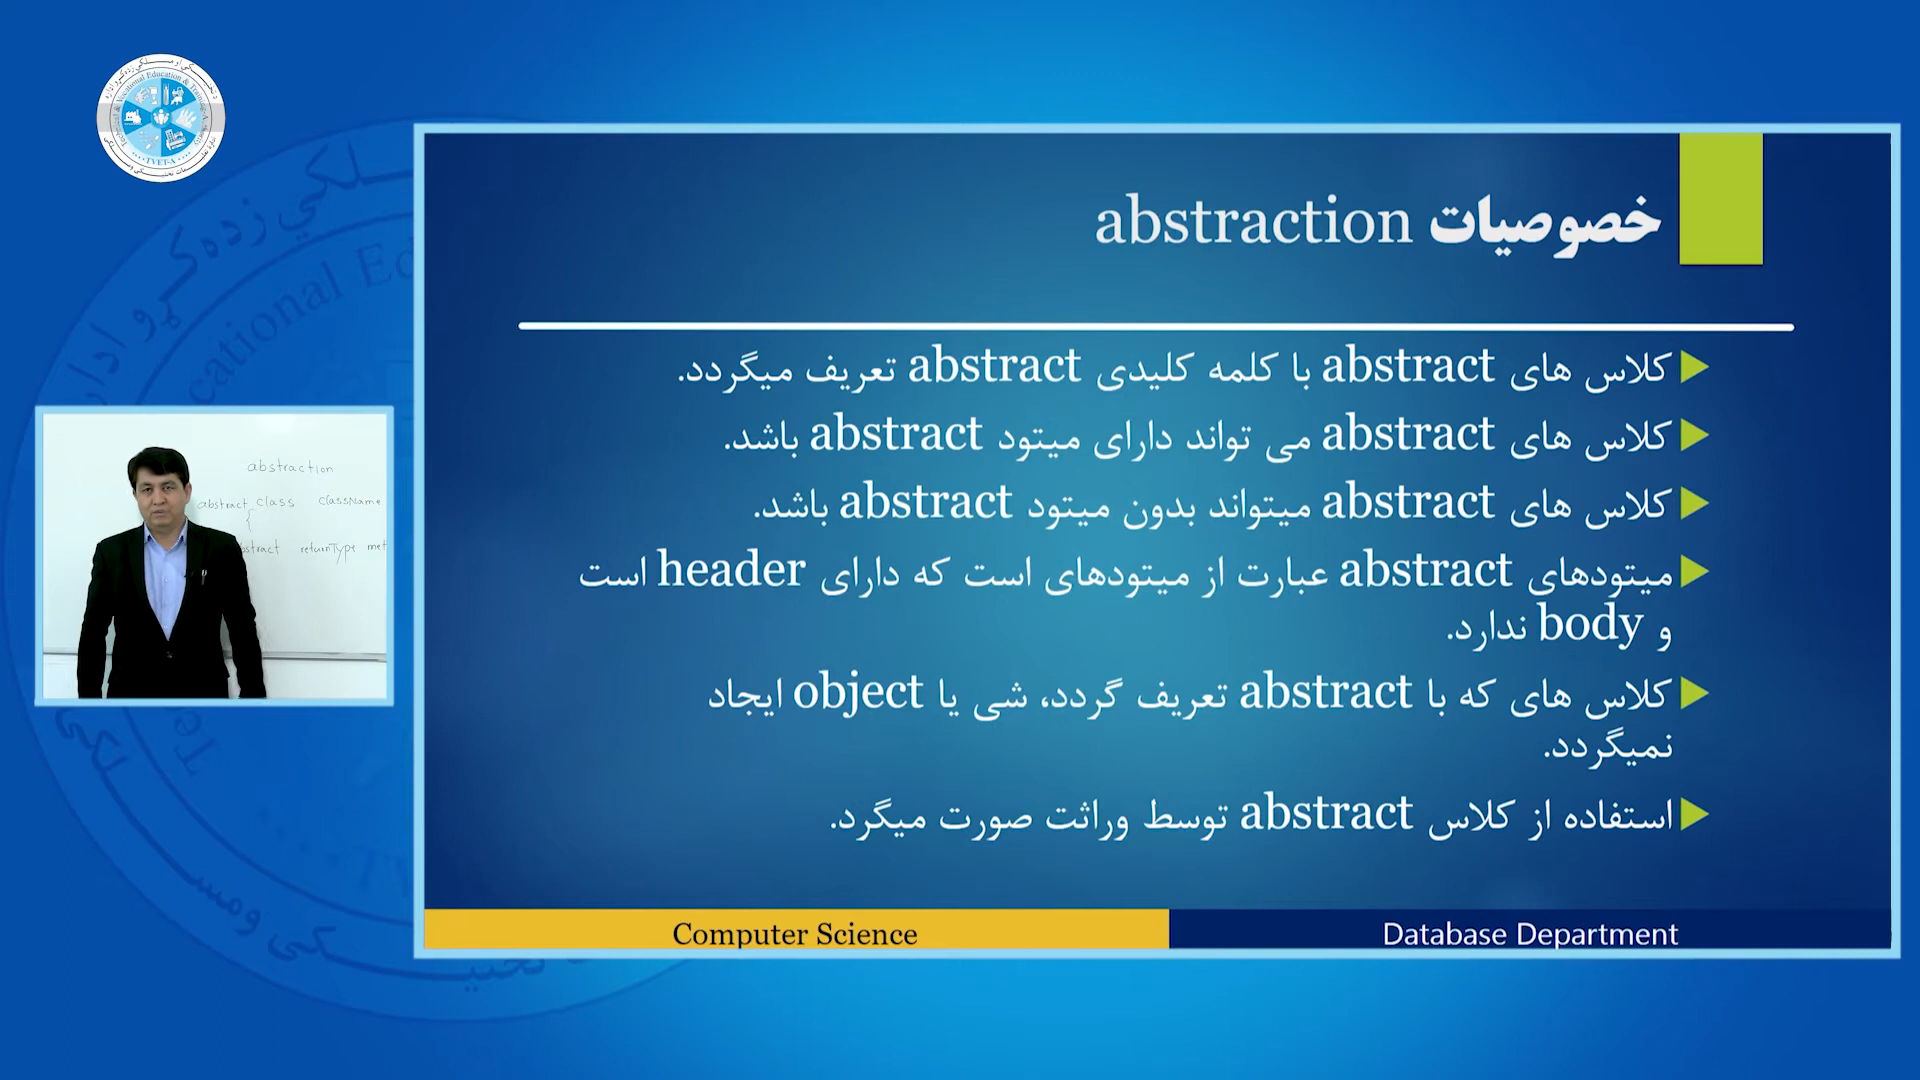 خصوصیات abstraction
کلاس های abstract با کلمه کلیدی abstract تعریف میگردد.
کلاس های abstract می تواند دارای میتود abstract باشد.
کلاس های abstract میتواند بدون میتود abstract باشد.
میتودهای abstract عبارت از میتودهای است که دارای header است
و body ندارد.
کلاس های که با abstract تعریف گردد، شی یا object ایجاد
نمیگردد.
استفاده از کلاس abstract توسط وراثت صورت میگرد.
Computer Science
Database Department
abstraction
abstract class className
{
returnType
TVET-A